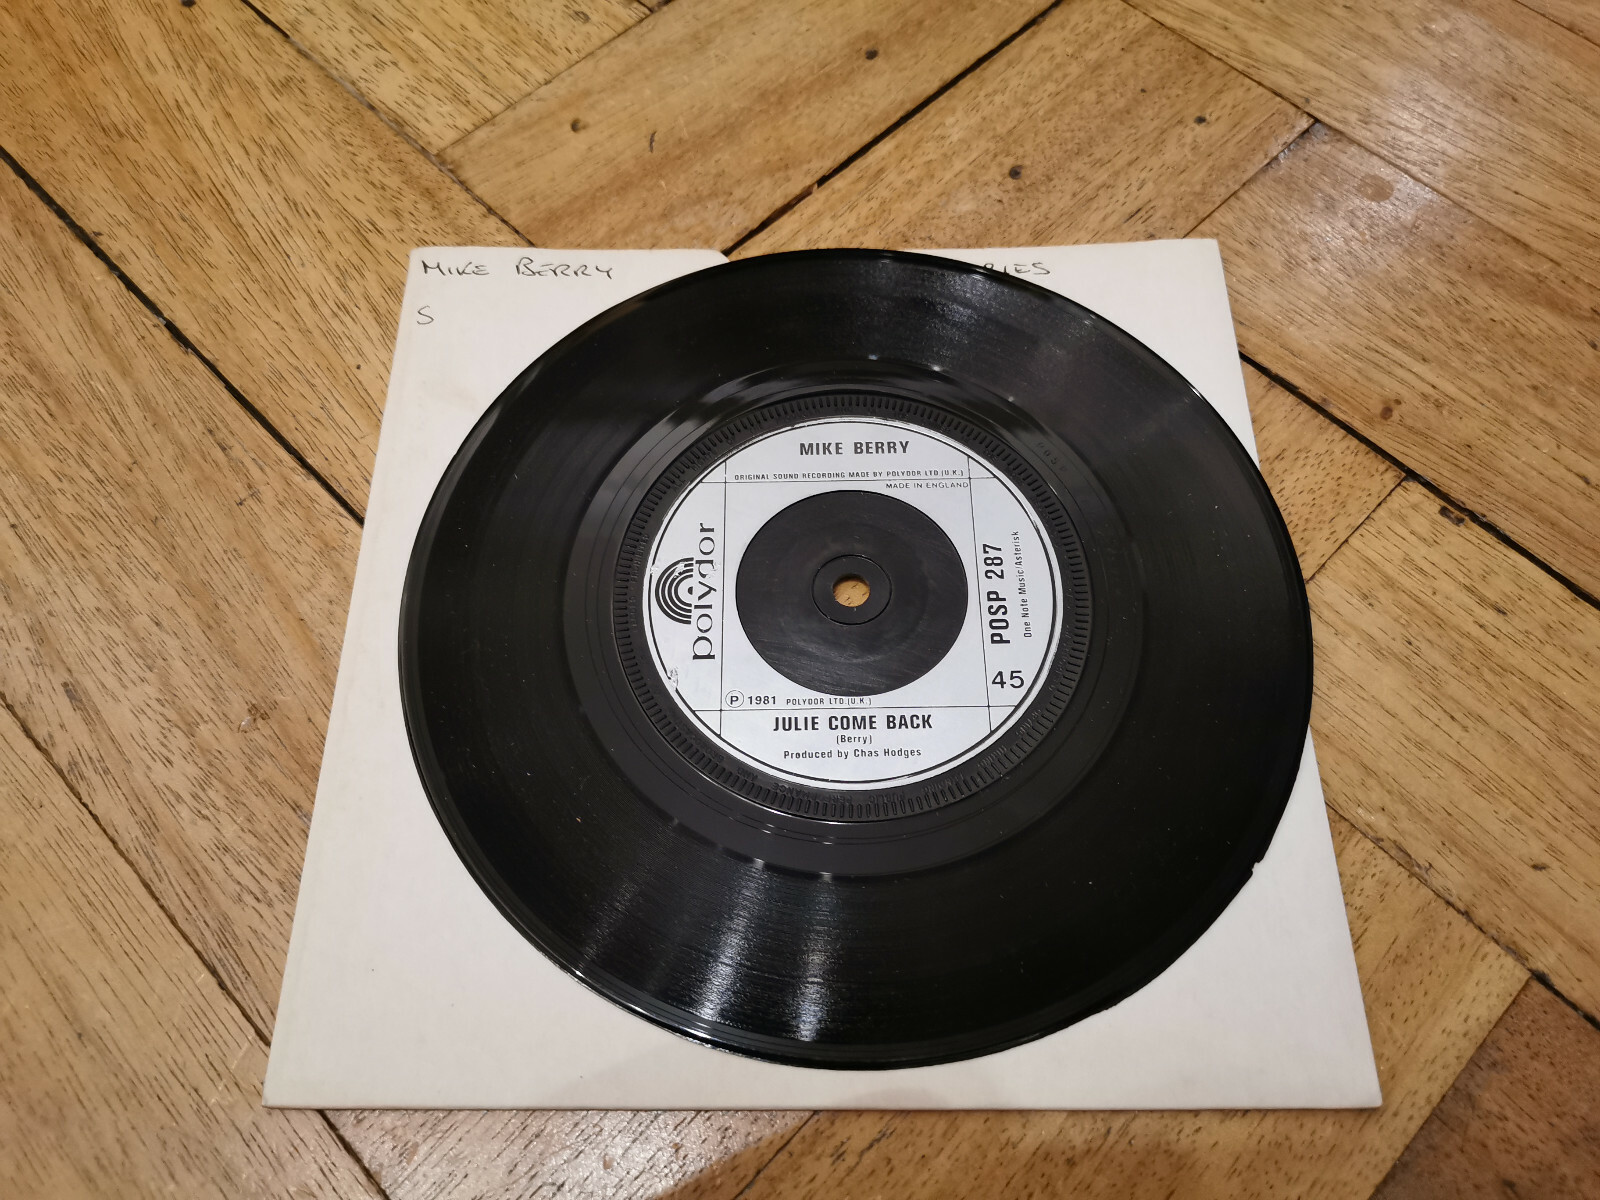 MIKE BERRY
S
MIKE BERRY
ORIGINAL SOUND RECORDING MADE BY POLYDOR LTD.(U.K.)
MADE IN ENGLAND
polydor
POSP 287
One Note Music/Asterisk
45
Ⓟ 1981 POLYDOR LTD.(U.K.)
JULIE COME BACK
(Berry)
Produced by Chas Hodges